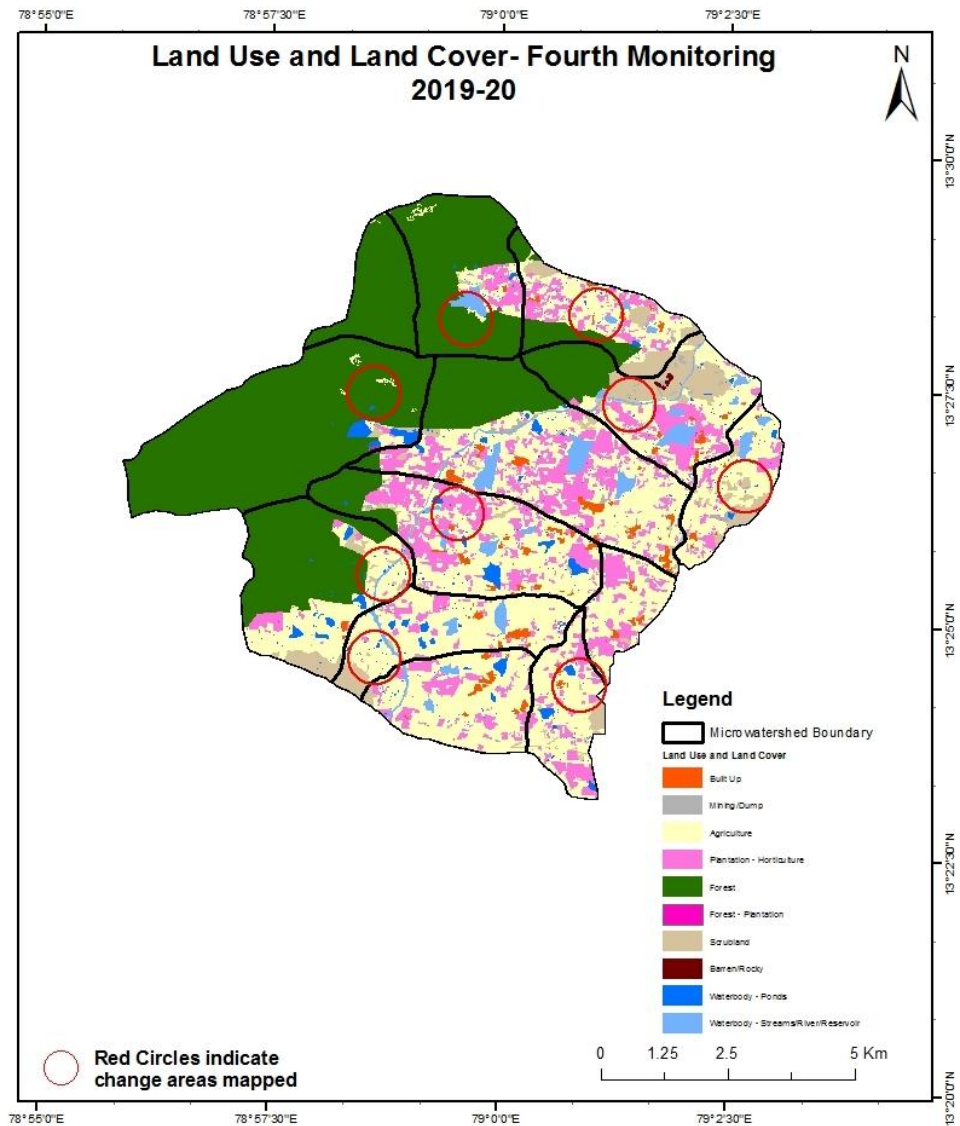 78°55'0"E 78°57'30"E 79°0'0"E 79°2'30"E
Land Use and Land Cover- Fourth Monitoring
2019-20
N
13°30'0"N
13°27'30"N
13°25'0"N
13°22'30"N
13°20'0"N
Legend
Microwatershed Boundary
Land Use and Land Cover
Built Up
Mining/Dump
Agriculture
Plantation - Horticulture
Forest
Forest - Plantation
Scrubland
Barren/Rocky
Waterbody - Ponds
Waterbody - Streams/River/Reservoir
0 1.25 2.5 5 Km
Red Circles indicate
change areas mapped
78°55'0"E 78°57'30"E 79°0'0"E 79°2'30"E